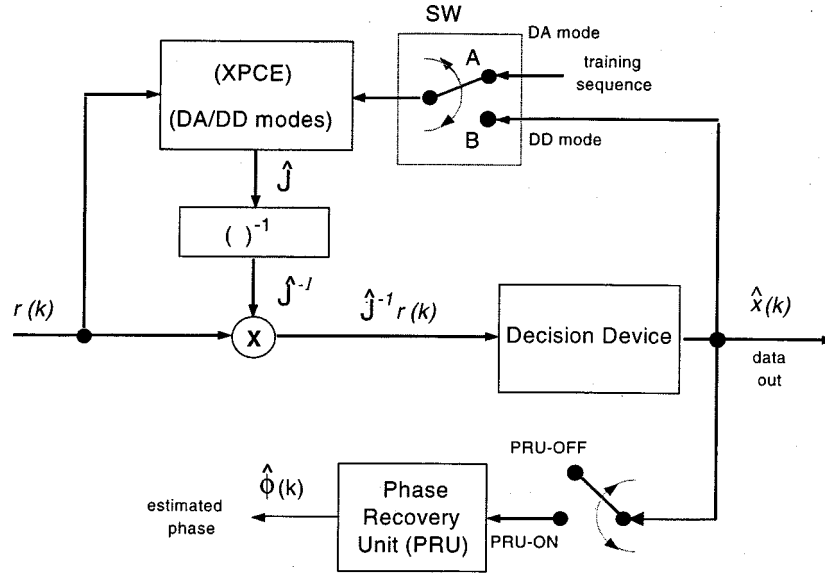 SW
DA mode
(XPCE)
(DA/DD modes)
A
training
sequence
B
DD mode
Ĵ
( )⁻¹
Ĵ⁻¹
r(k)
X
Ĵ⁻¹ r(k)
Decision Device
x̂(k)
data
out
PRU-OFF
ϕ̂(k)
estimated
phase
Phase
Recovery
Unit (PRU)
PRU-ON